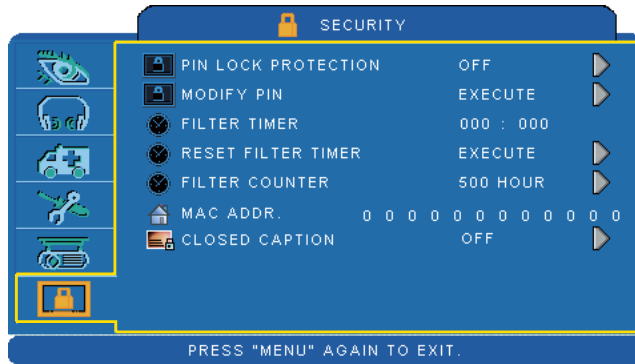 SECURITY
PIN LOCK PROTECTION OFF
MODIFY PIN EXECUTE
FILTER TIMER 000 : 000
RESET FILTER TIMER EXECUTE
FILTER COUNTER 500 HOUR
MAC ADDR. 0 0 0 0 0 0 0 0 0 0 0 0
CLOSED CAPTION OFF
PRESS "MENU" AGAIN TO EXIT.